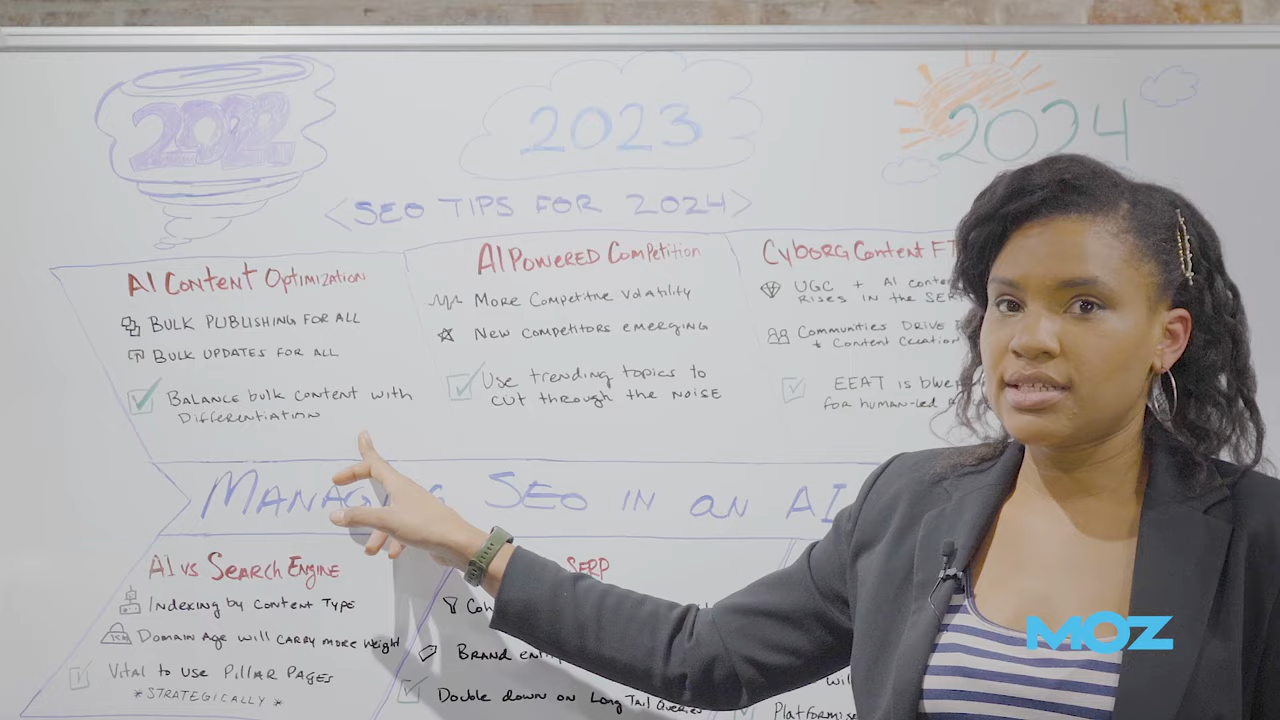 2022
2023
2024
<SEO TIPS FOR 2024>
AI Content Optimization
Bulk Publishing for all
Bulk updates for all
Balance bulk content with
Differentiation
AI Powered Competition
More Competitive Volatility
New competitors emerging
Use trending topics to
cut through the noise
Cyborg Content
UGC + AI
rises in the
Communities Drive
+ Content Creation
EEAT is
for human-led
Managing SEO in an AI
AI vs Search Engine
Indexing by content type
Domain Age will carry more weight
Vital to use Pillar Pages
*STRATEGICALLY*
SERP
Brand
Double down on Long Tail Queries
will
MOZ